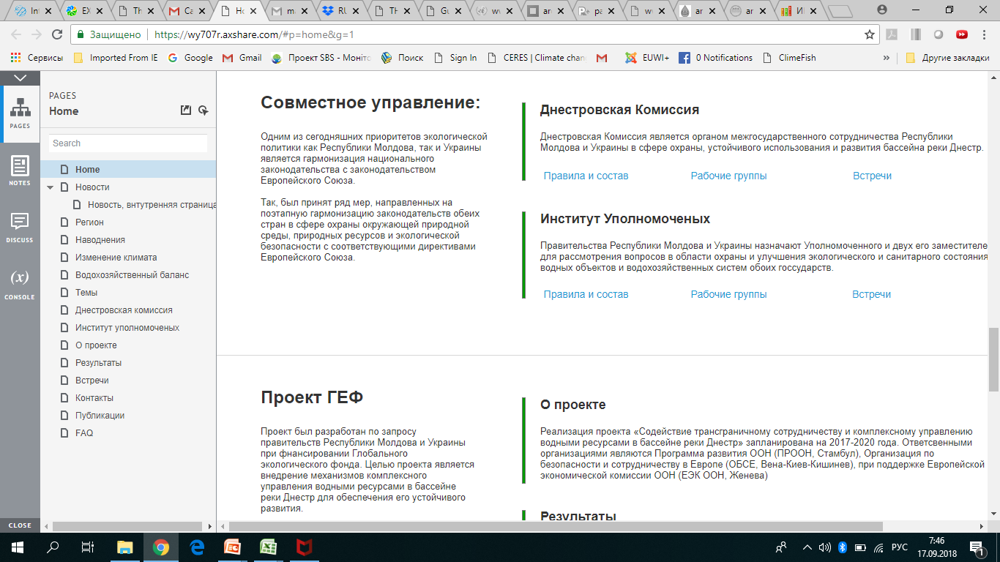 In
EX
Th
Ca
Ho
ma
RU
Th
Gu
ww
ar
pa
ww
ar
ar
ИІ
Защищено
https://wy707r.axshare.com/#p=home&g=1
Сервисы
Imported From IE
Google
Gmail
Проект SBS - Моніто
Поиск
Sign In
CERES | Climate chan
EUWI+
0 Notifications
ClimeFish
»
Другие закладки
PAGES
NOTES
DISCUSS
(x)
CONSOLE
CLOSE
PAGES
Home
Search
Home
Новости
Новость, внтутренняя страница
Регион
Наводнения
Изменение климата
Водохозяйственный баланс
Темы
Днестровская комиссия
Институт уполномоченых
О проекте
Результаты
Встречи
Контакты
Публикации
FAQ
Совместное управление:
Одним из сегодняшних приоритетов экологической
политики как Республики Молдова, так и Украины
является гармонизация национального
законодательства с законодательством
Европейского Союза.
Так, был принят ряд мер, направленных на
поэтапную гармонизацию законодательств обеих
стран в сфере охраны окружающей природной
среды, природных ресурсов и экологической
безопасности с соответствующими директивами
Европейского Союза.
Днестровская Комиссия
Днестровская Комиссия является органом межгосударственного сотрудничества Республики
Молдова и Украины в сфере охраны, устойчивого использования и развития бассейна реки Днестр.
Правила и состав
Рабочие группы
Встречи
Институт Уполномоченых
Правительства Республики Молдова и Украины назначают Уполномоченного и двух его заместителе
для рассмотрения вопросов в области охраны и улучшения экологического и санитарного состояния
водных объектов и водохозяйственных систем обоих госсударств.
Правила и состав
Рабочие группы
Встречи
Проект ГЕФ
Проект был разработан по запросу
правительств Республики Молдова и Украины
при фнансировании Глобального
экологического фонда. Целью проекта является
внедрение механизмов комплексного
управления водными ресурсами в бассейне
реки Днестр для обеспечения его устойчивого
развития.
О проекте
Реализация проекта «Содействие трансграничному сотрудничеству и комплексному управлению
водными ресурсами в бассейне реки Днестр» запланирована на 2017-2020 года. Ответсвенными
организациями являются Программа развития ООН (ПРООН, Стамбул), Организация по
безопасности и сотрудничеству в Европе (ОБСЕ, Вена-Киев-Кишинев), при поддержке Европейской
экономической комиссии ООН (ЕЭК ООН, Женева)
Результаты
РУС
7:46
17.09.2018
1